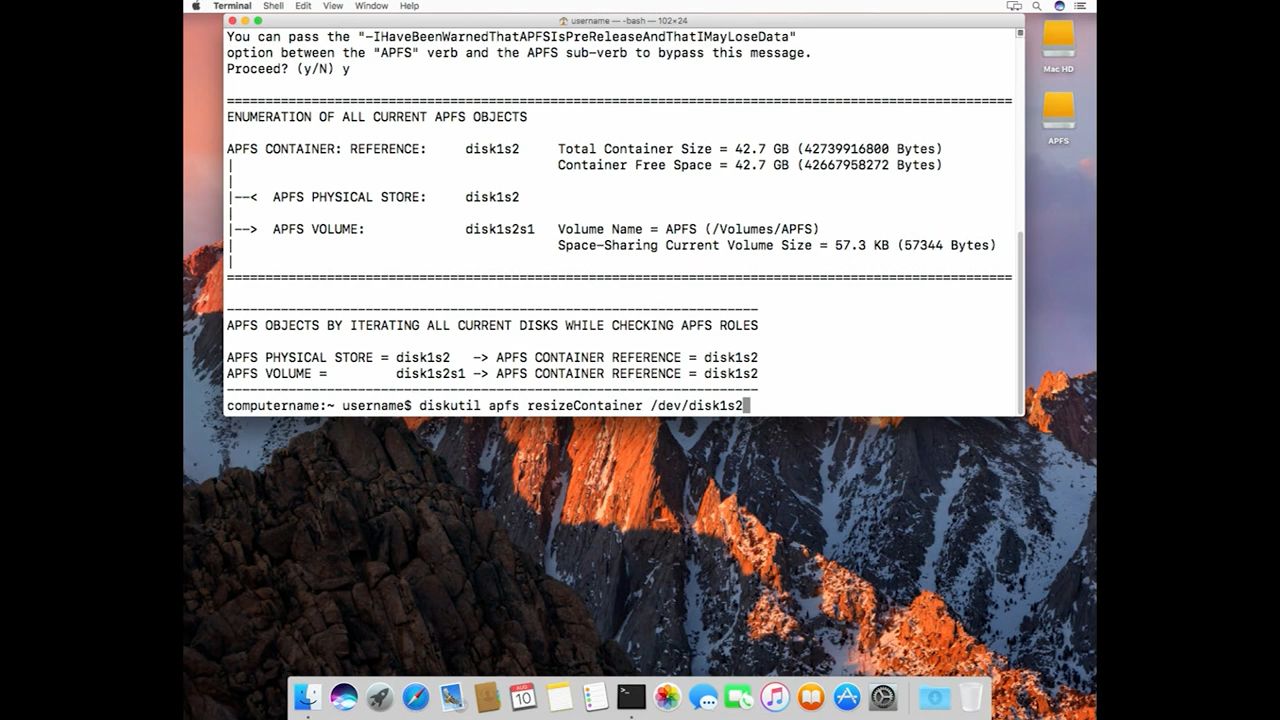 Terminal Shell Edit View Window Help
username — -bash — 102×24
You can pass the "-IHaveBeenWarnedThatAPFSIsPreReleaseAndThatIMayLoseData"
option between the "APFS" verb and the APFS sub-verb to bypass this message.
Proceed? (y/N) y
=====================================================================================================
ENUMERATION OF ALL CURRENT APFS OBJECTS
APFS CONTAINER: REFERENCE: disk1s2 Total Container Size = 42.7 GB (42739916800 Bytes)
| Container Free Space = 42.7 GB (42667958272 Bytes)
|
|--< APFS PHYSICAL STORE: disk1s2
|
|--> APFS VOLUME: disk1s2s1 Volume Name = APFS (/Volumes/APFS)
| Space-Sharing Current Volume Size = 57.3 KB (57344 Bytes)
|
=====================================================================================================
---------------------------------------------------------------------
APFS OBJECTS BY ITERATING ALL CURRENT DISKS WHILE CHECKING APFS ROLES
APFS PHYSICAL STORE = disk1s2 -> APFS CONTAINER REFERENCE = disk1s2
APFS VOLUME = disk1s2s1 -> APFS CONTAINER REFERENCE = disk1s2
---------------------------------------------------------------------
computername:~ username$ diskutil apfs resizeContainer /dev/disk1s2
Mac HD
APFS
AUG
10